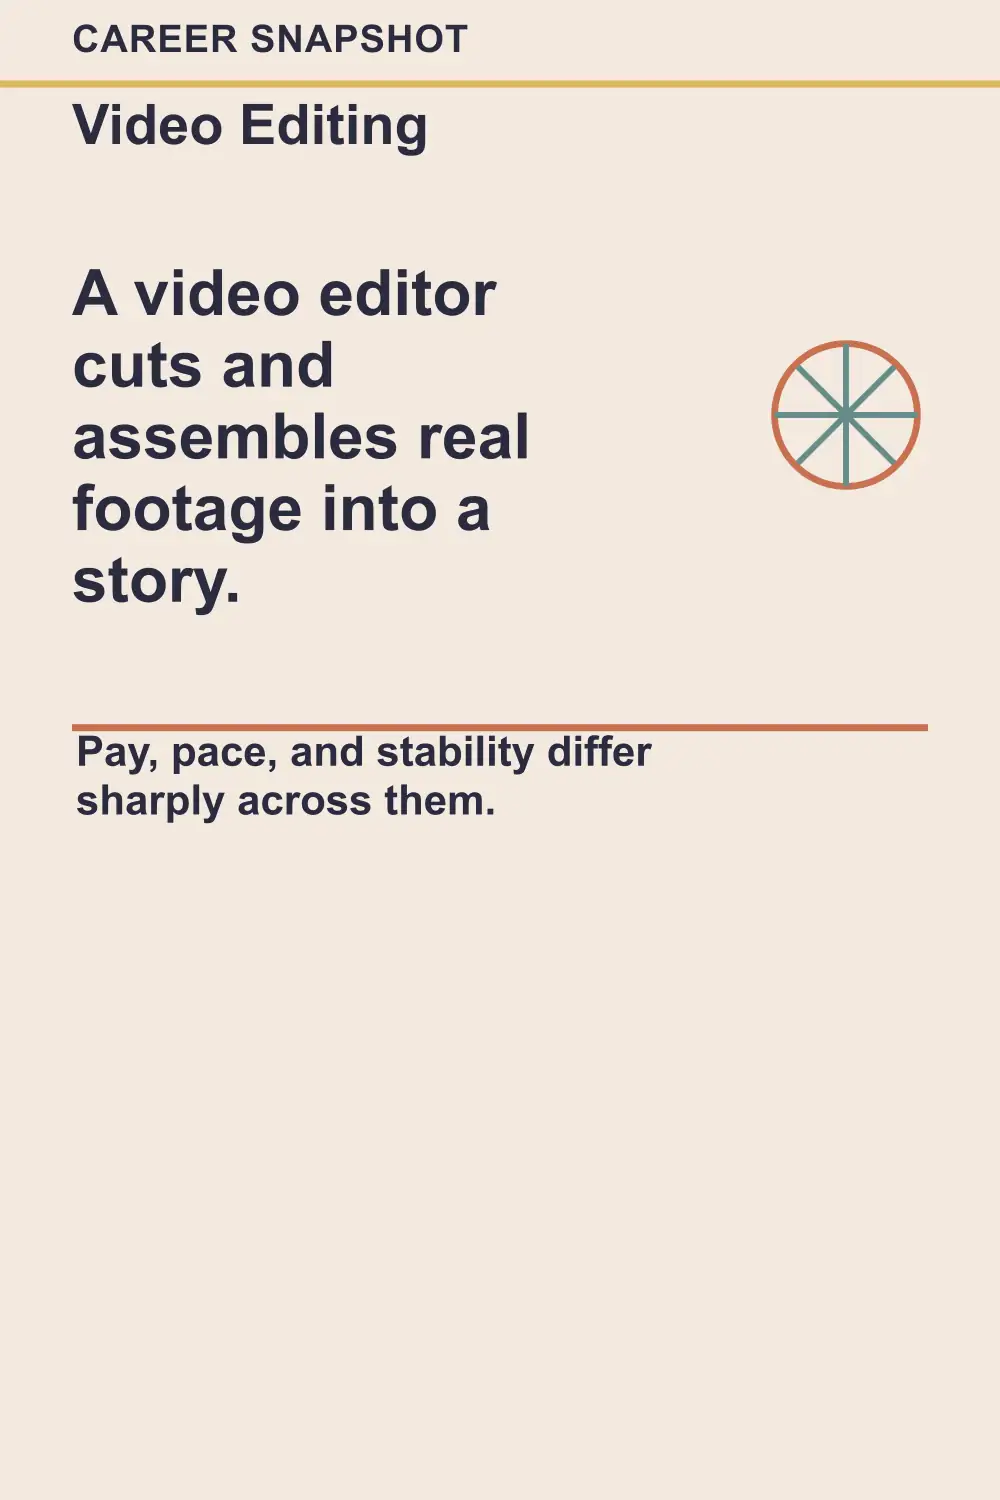 CAREER SNAPSHOT
Video Editing
A video editor
cuts and
assembles real
footage into a
story.
Pay, pace, and stability differ
sharply across them.